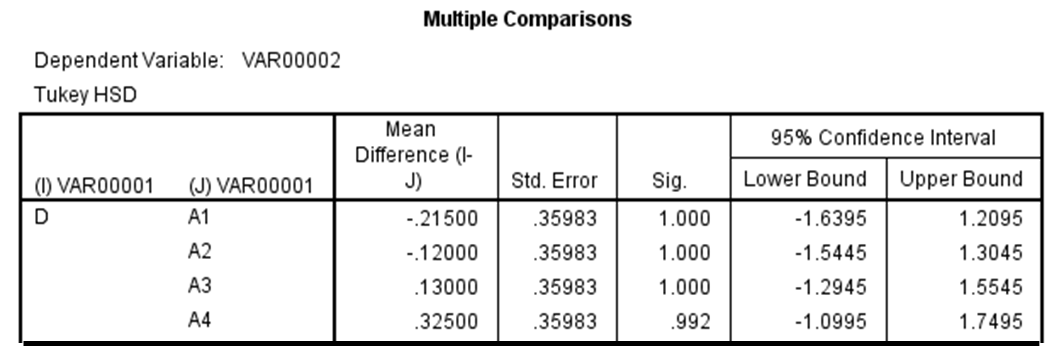 Multiple Comparisons
Dependent Variable: VAR00002
Tukey HSD
(I) VAR00001 (J) VAR00001 Mean Difference (I-J) Std. Error Sig. 95% Confidence Interval
Lower Bound Upper Bound
D A1 -.21500 .35983 1.000 -1.6395 1.2095
A2 -.12000 .35983 1.000 -1.5445 1.3045
A3 .13000 .35983 1.000 -1.2945 1.5545
A4 .32500 .35983 .992 -1.0995 1.7495